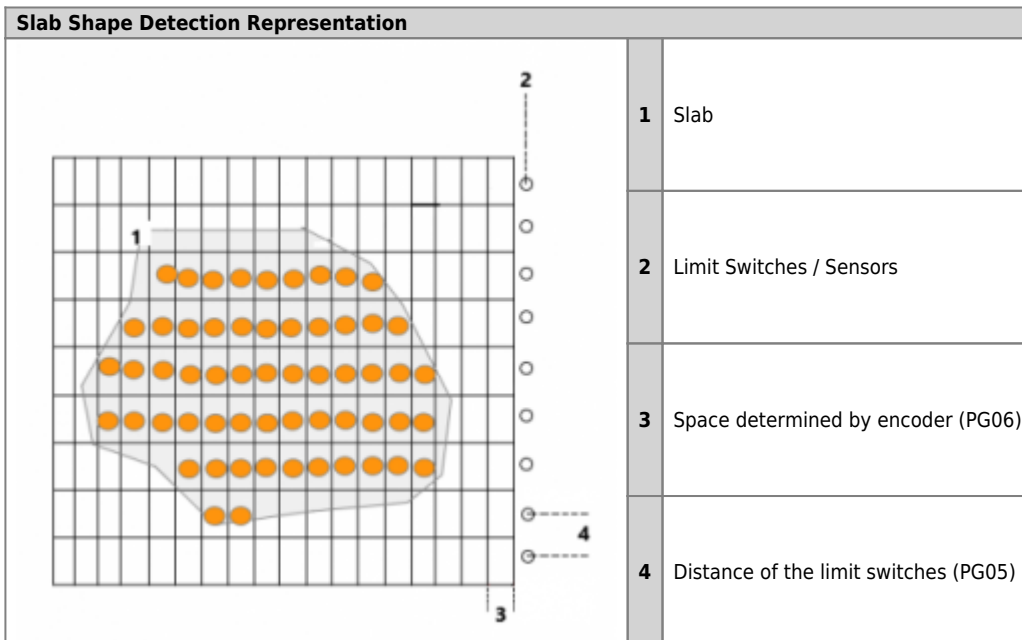 Slab Shape Detection Representation
2
1
4
3
1 Slab
2 Limit Switches / Sensors
3 Space determined by encoder (PG06)
4 Distance of the limit switches (PG05)